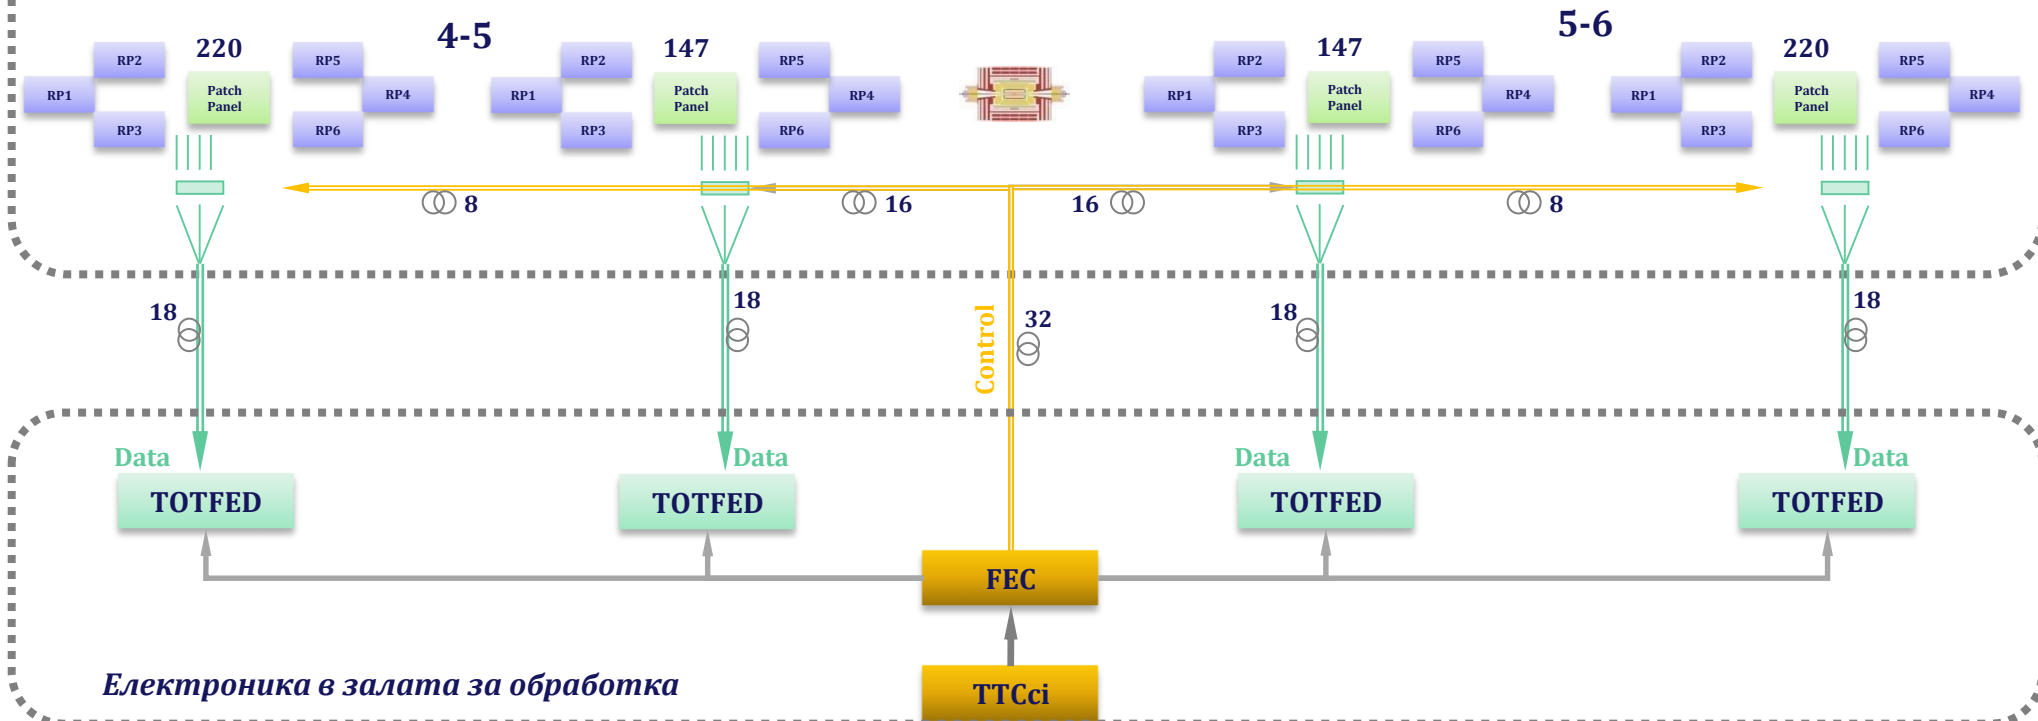 4-5
5-6
220
147
147
220
RP2
RP5
RP2
RP5
RP2
RP5
RP2
RP5
RP1
Patch
Panel
RP4
RP1
Patch
Panel
RP4
RP1
Patch
Panel
RP4
RP1
Patch
Panel
RP4
RP3
RP6
RP3
RP6
RP3
RP6
RP3
RP6
8
16
16
8
18
18
32
18
18
Control
Data
Data
Data
Data
TOTFED
TOTFED
TOTFED
TOTFED
FEC
Електроника в залата за обработка
TTCci